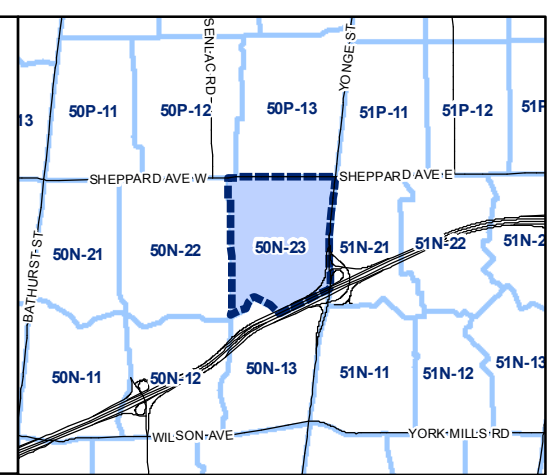 SENLAC RD
YONGE ST
13
50P-11
50P-12
50P-13
51P-11
51P-12
51P
SHEPPARD AVE W
SHEPPARD AVE E
BATHURST ST
50N-21
50N-22
50N-23
51N-21
51N-22
51N-2
50N-11
50N-12
50N-13
51N-11
51N-12
51N-13
WILSON AVE
YORK MILLS RD